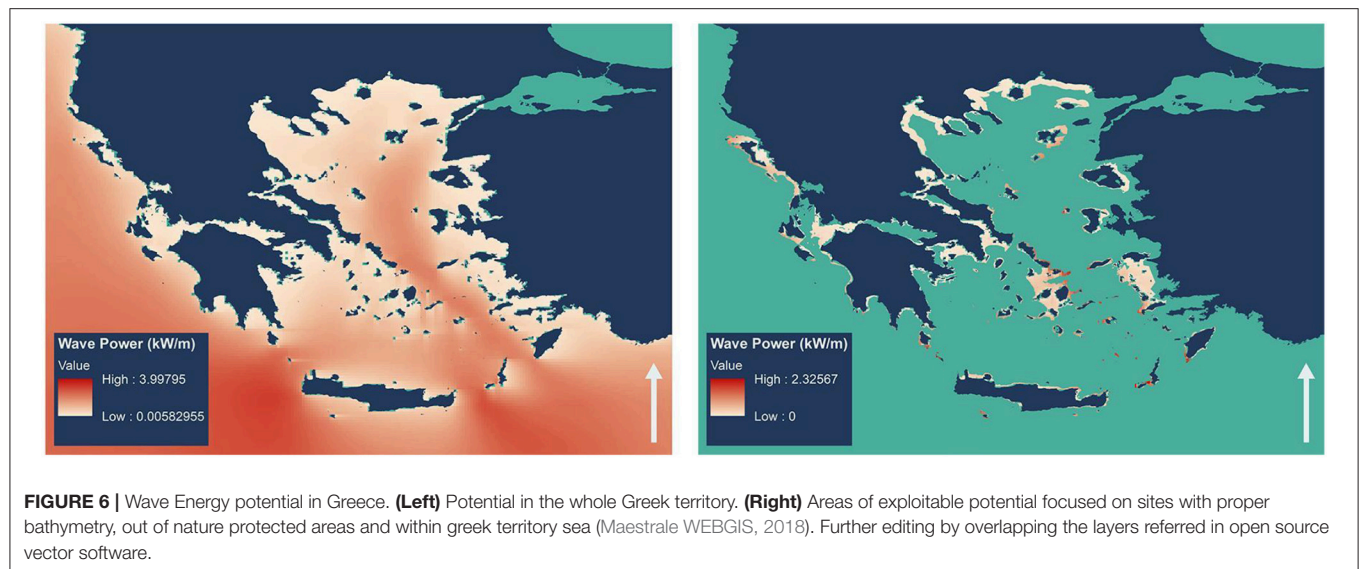 Wave Power (kW/m)
Value
High : 3.99795
Low : 0.00582955
Wave Power (kW/m)
Value
High : 2.32567
Low : 0
FIGURE 6 | Wave Energy potential in Greece. (Left) Potential in the whole Greek territory. (Right) Areas of exploitable potential focused on sites with proper
bathymetry, out of nature protected areas and within greek territory sea (Maestrale WEBGIS, 2018). Further editing by overlapping the layers referred in open source
vector software.